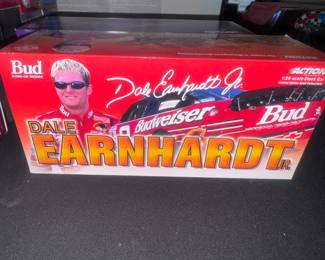 Bud
Dale Earnhardt Jr.
ACTION
1:24-scale Stock Car
Budweiser
Bud
DALE
EARNHARDT JR.